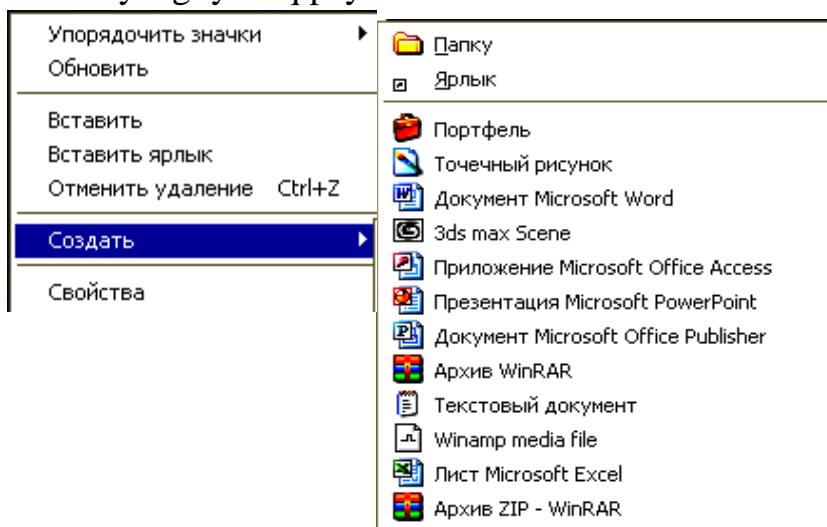 Упорядочить значки
Обновить
Вставить
Вставить ярлык
Отменить удаление Ctrl+Z
Создать
Свойства
Папку
Ярлык
Портфель
Точечный рисунок
Документ Microsoft Word
3ds max Scene
Приложение Microsoft Office Access
Презентация Microsoft PowerPoint
Документ Microsoft Office Publisher
Архив WinRAR
Текстовый документ
Winamp media file
Лист Microsoft Excel
Архив ZIP - WinRAR